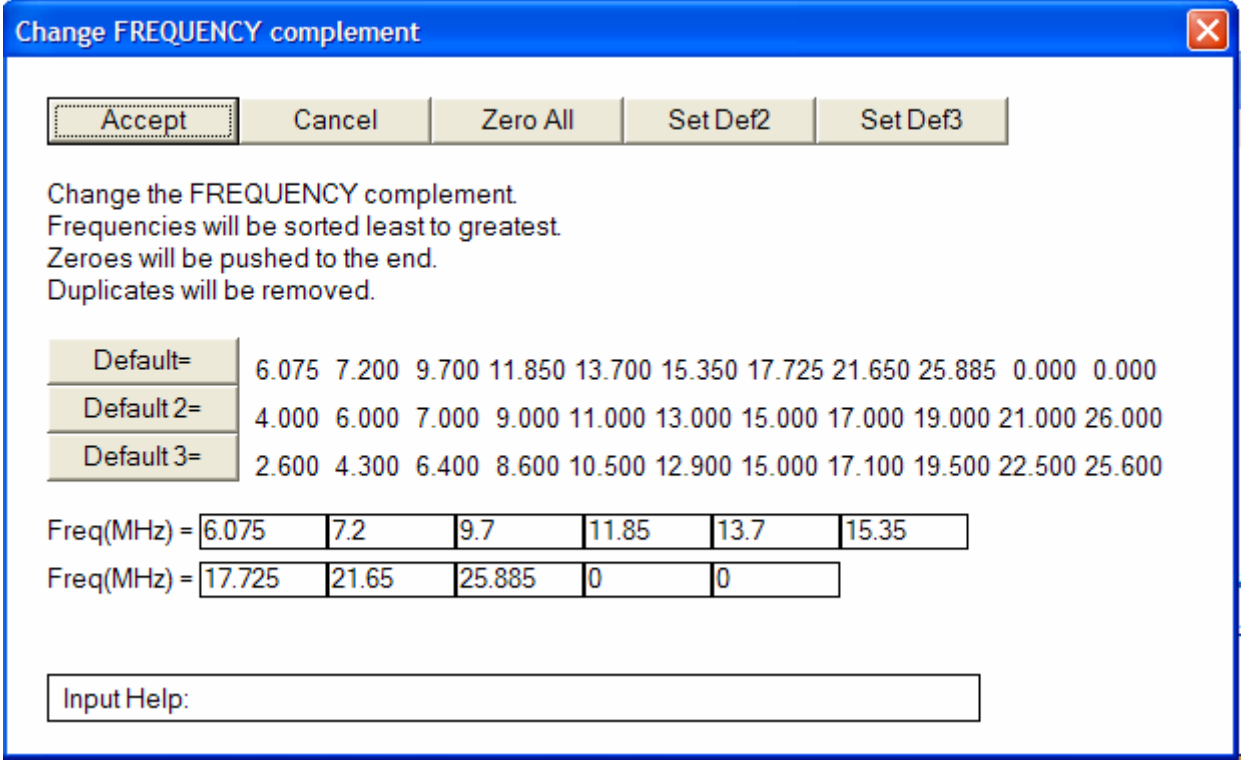 Change FREQUENCY complement
Accept Cancel Zero All Set Def2 Set Def3
Change the FREQUENCY complement.
Frequencies will be sorted least to greatest.
Zeroes will be pushed to the end.
Duplicates will be removed.
Default= 6.075 7.200 9.700 11.850 13.700 15.350 17.725 21.650 25.885 0.000 0.000
Default 2= 4.000 6.000 7.000 9.000 11.000 13.000 15.000 17.000 19.000 21.000 26.000
Default 3= 2.600 4.300 6.400 8.600 10.500 12.900 15.000 17.100 19.500 22.500 25.600
Freq(MHz) = 6.075 7.2 9.7 11.85 13.7 15.35
Freq(MHz) = 17.725 21.65 25.885 0 0
Input Help: